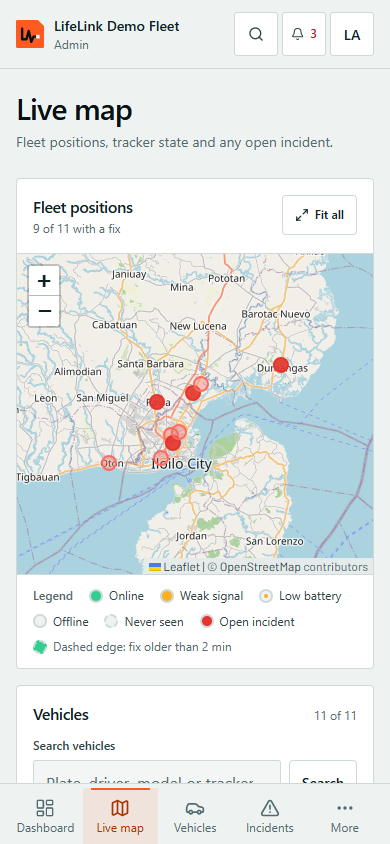 LifeLink Demo Fleet
Admin
3
LA
Live map
Fleet positions, tracker state and any open incident.
Fleet positions
9 of 11 with a fix
Fit all
+
−
Janiuay
Mina
Pototan
Barotac Nuevo
Cabatuan
New Lucena
Santa Barbara
Alimodian
Leon
San Miguel
Oton
Iloilo City
Tigbauan
Jordan
San Lorenzo
Leaflet | © OpenStreetMap contributors
Legend
Online
Weak signal
Low battery
Offline
Never seen
Open incident
Dashed edge: fix older than 2 min
Vehicles
11 of 11
Search vehicles
Plate, driver, model or tracker
Search
Dashboard
Live map
Vehicles
Incidents
More